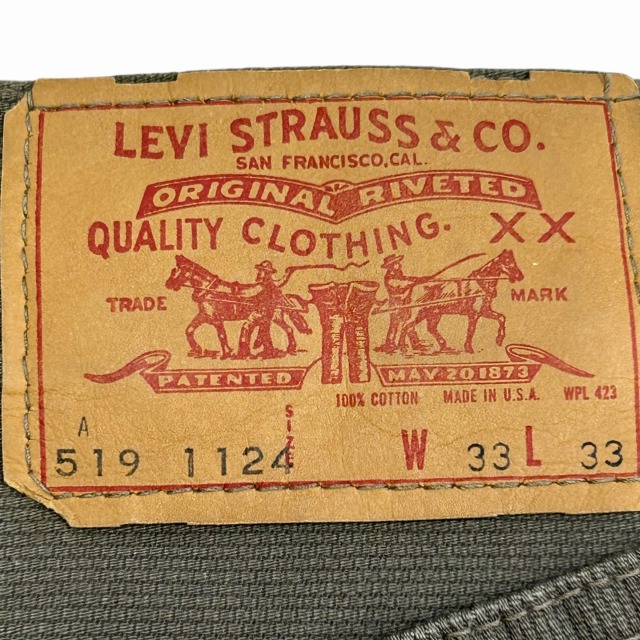 LEVI STRAUSS & CO.
SAN FRANCISCO, CAL.
ORIGINAL RIVETED
QUALITY CLOTHING. XX
TRADE MARK
PATENTED MAY 20 1873
100% COTTON MADE IN U.S.A. WPL 423
A
519 1124 SIZE W 33 L 33